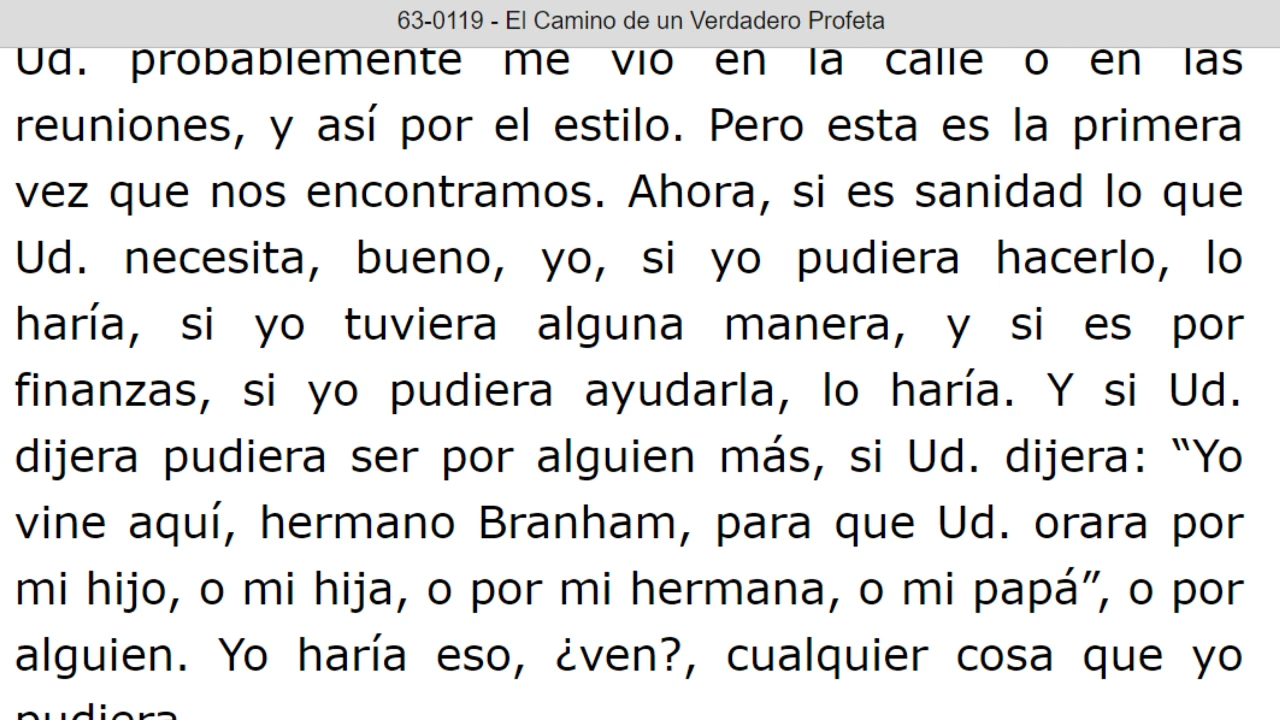 63-0119 - El Camino de un Verdadero Profeta
Ud. probablemente me vio en la calle o en las
reuniones, y así por el estilo. Pero esta es la primera
vez que nos encontramos. Ahora, si es sanidad lo que
Ud. necesita, bueno, yo, si yo pudiera hacerlo, lo
haría, si yo tuviera alguna manera, y si es por
finanzas, si yo pudiera ayudarla, lo haría. Y si Ud.
dijera pudiera ser por alguien más, si Ud. dijera: “Yo
vine aquí, hermano Branham, para que Ud. orara por
mi hijo, o mi hija, o por mi hermana, o mi papá”, o por
alguien. Yo haría eso, ¿ven?, cualquier cosa que yo
pudiera